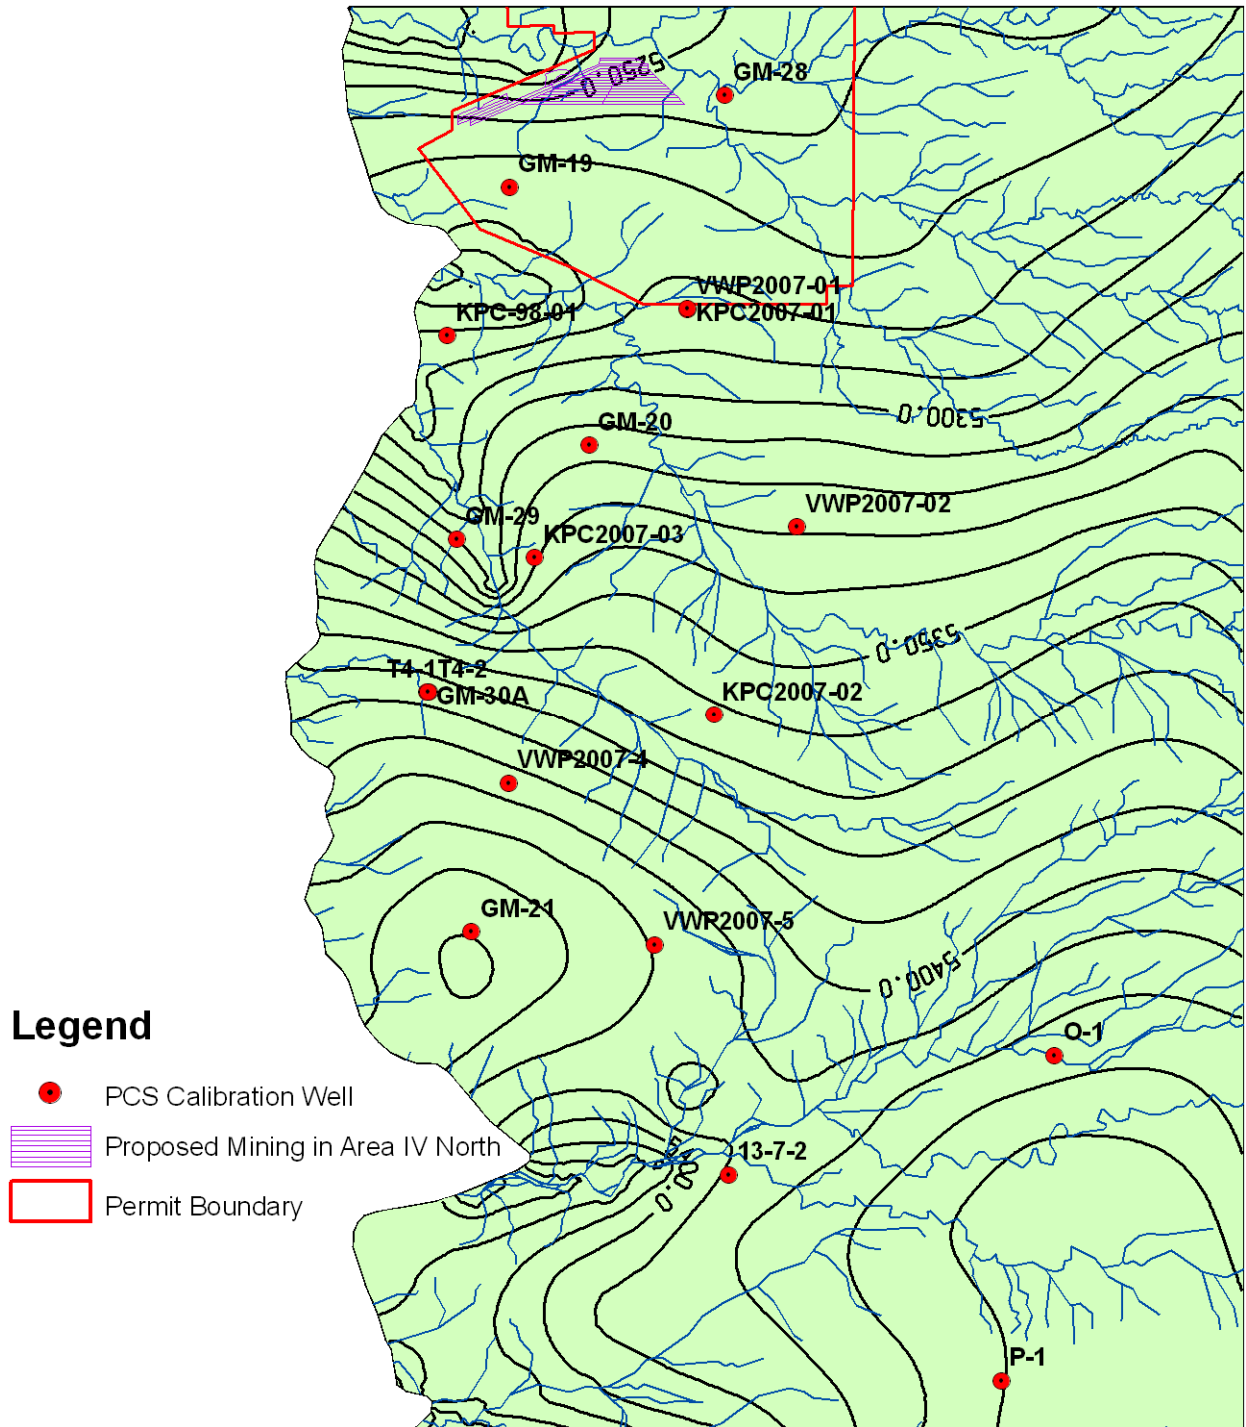 5250.0
GM-28
GM-19
VWP2007-01
KPC-98-01
KPC2007-01
5300.0
GM-20
VWP2007-02
GM-29
KPC2007-03
5350.0
T4-1T4-2
GM-30A
KPC2007-02
VWP2007-4
GM-21
VWP2007-5
5400.0
Legend
O-1
PCS Calibration Well
Proposed Mining in Area IV North
13-7-2
5400.0
Permit Boundary
P-1